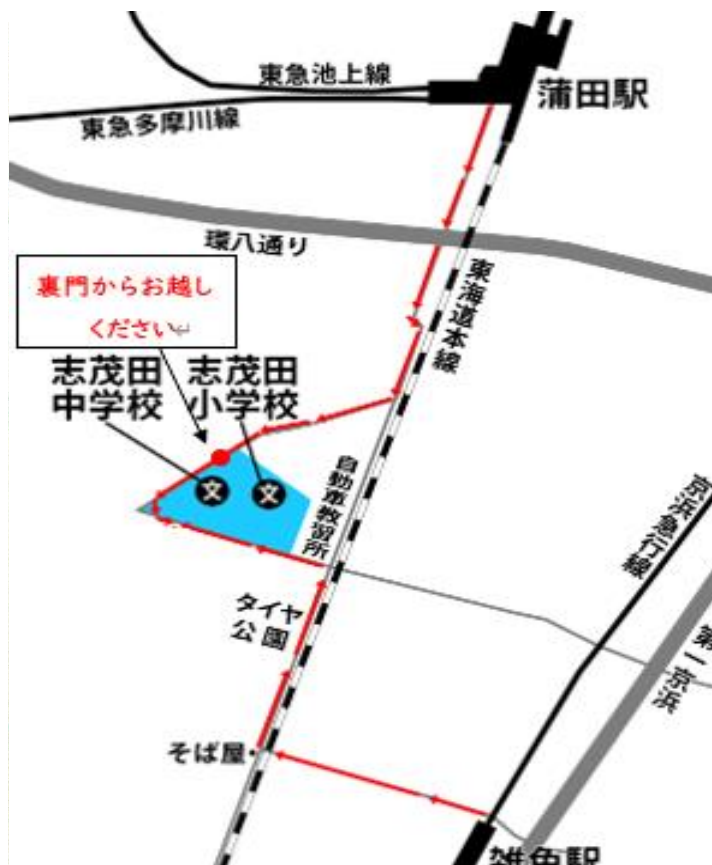 東急池上線
蒲田駅
東急多摩川線
環八通り
東海道本線
裏門からお越し
ください↵
志茂田
中学校
志茂田
小学校
文
文
自動車教習所
京浜急行線
タイヤ
公園
第一京浜
そば屋
雑色駅